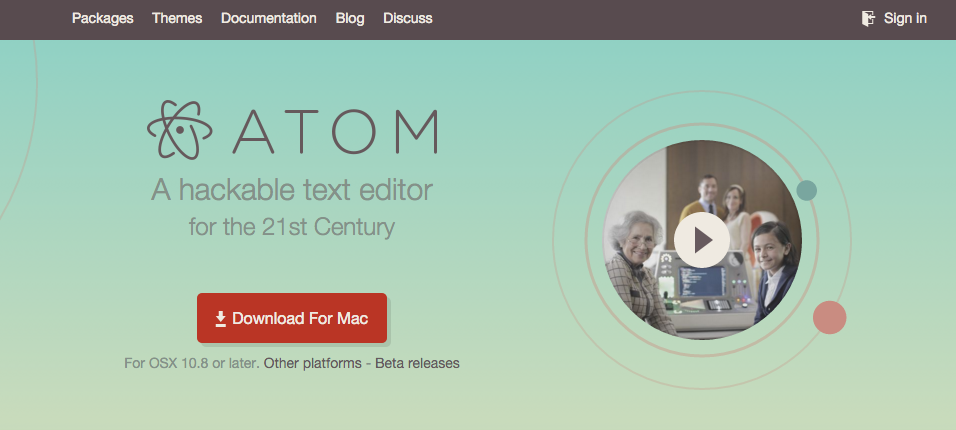 Packages Themes Documentation Blog Discuss Sign in
ATOM
A hackable text editor
for the 21st Century
Download For Mac
For OSX 10.8 or later. Other platforms - Beta releases